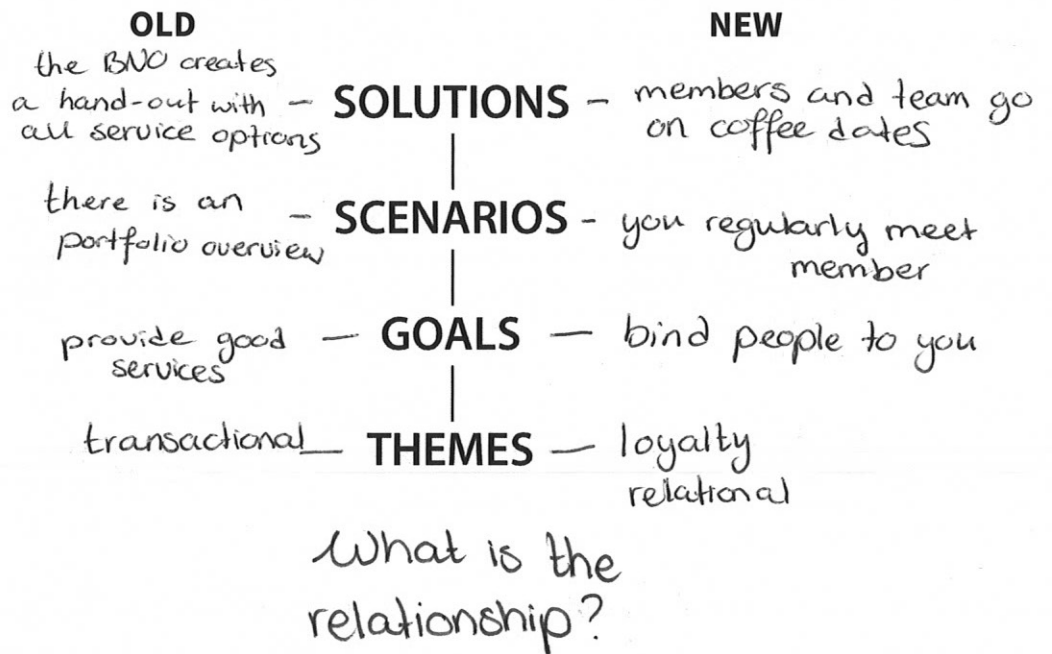 OLD
NEW
the BNO creates
a hand-out with – SOLUTIONS – members and team go
all service options
on coffee dates
there is an – SCENARIOS - you regularly meet
portfolio overview
member
provide good — GOALS — bind people to you
services
transactional — THEMES — loyalty
relational
What is the
relationship?